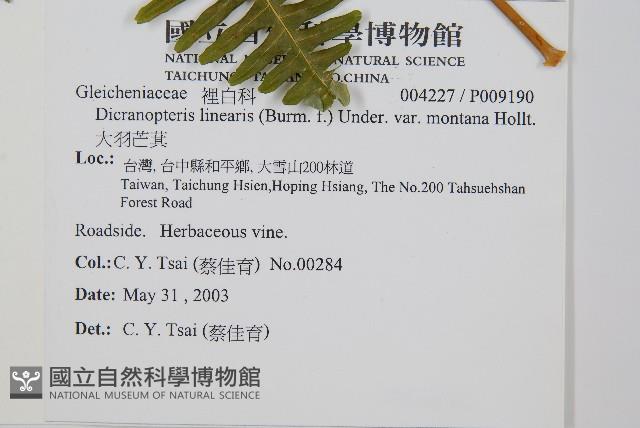 國立自 科學博物館
NATIONAL MUSE NATURAL SCIENCE
TAICHUNG, TAIWAN O.CHINA
Gleicheniaceae 裡白科 004227 / P009190
Dicranopteris linearis (Burm. f.) Under. var. montana Hollt.
大羽芒萁
Loc.: 台灣, 台中縣和平鄉, 大雪山200林道
Taiwan, Taichung Hsien,Hoping Hsiang, The No.200 Tahsuehshan
Forest Road
Roadside. Herbaceous vine.
Col.:C. Y. Tsai (蔡佳育) No.00284
Date: May 31 , 2003
Det.: C. Y. Tsai (蔡佳育)
國立自然科學博物館
NATIONAL MUSEUM OF NATURAL SCIENCE